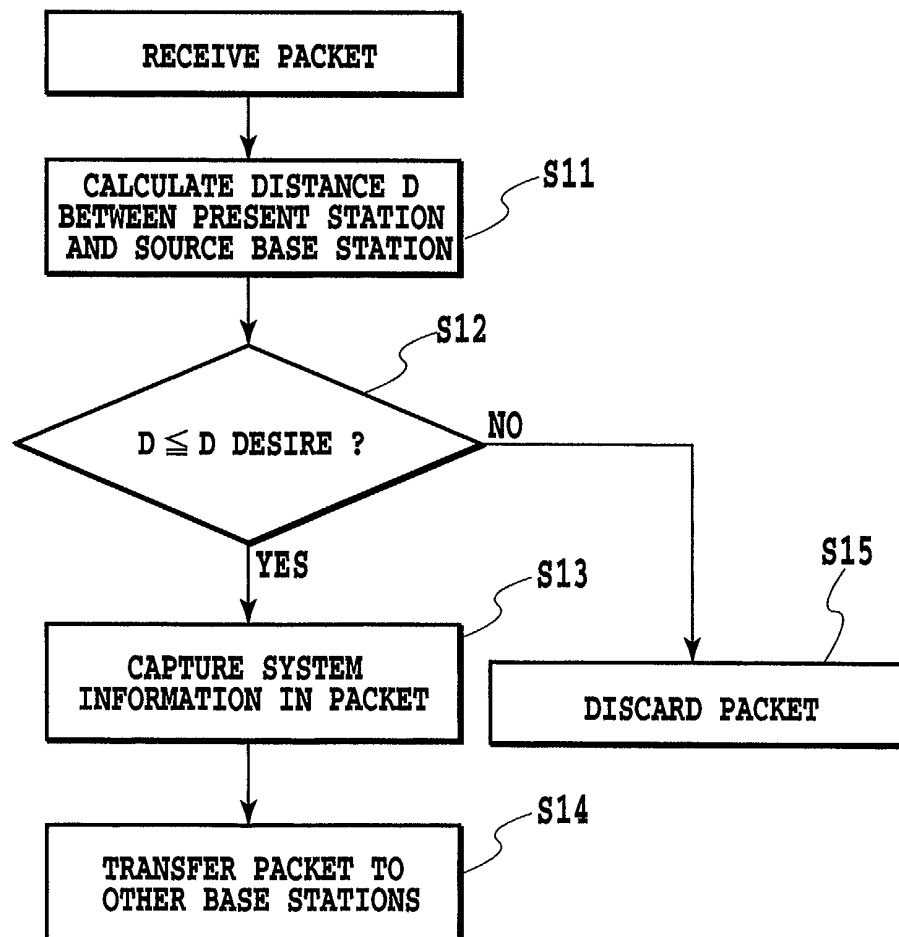 RECEIVE PACKET
S11
CALCULATE DISTANCE D
BETWEEN PRESENT STATION
AND SOURCE BASE STATION
S12
D ≦ D DESIRE ?
NO
YES
S13
CAPTURE SYSTEM
INFORMATION IN PACKET
S15
DISCARD PACKET
S14
TRANSFER PACKET TO
OTHER BASE STATIONS